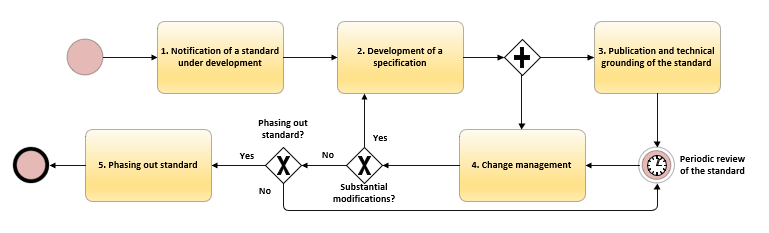 1. Notification of a standard
under development
2. Development of a
specification
3. Publication and technical
grounding of the standard
Phasing out
standard?
Yes
5. Phasing out standard
Yes
No
4. Change management
Periodic review
of the standard
No
Substantial
modifications?